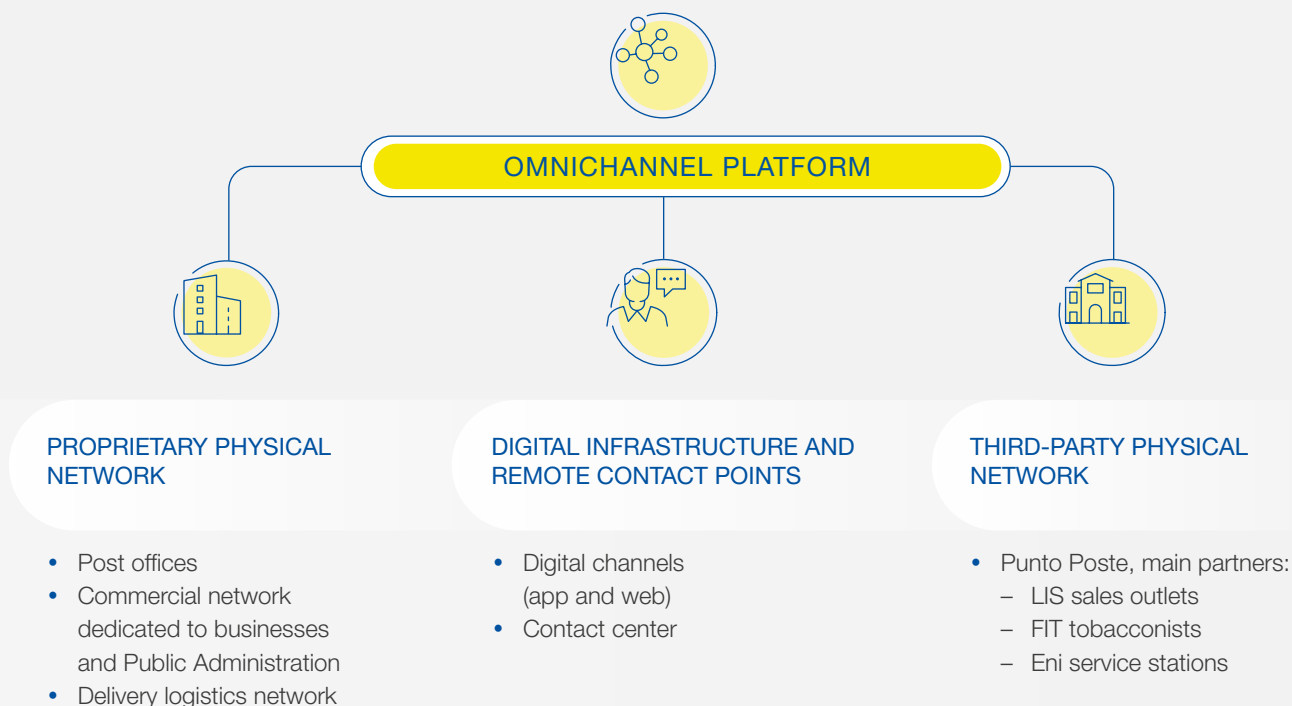 OMNICHANNEL PLATFORM
PROPRIETARY PHYSICAL
NETWORK
• Post offices
• Commercial network
dedicated to businesses
and Public Administration
• Delivery logistics network
DIGITAL INFRASTRUCTURE AND
REMOTE CONTACT POINTS
• Digital channels
(app and web)
• Contact center
THIRD-PARTY PHYSICAL
NETWORK
• Punto Poste, main partners:
– LIS sales outlets
– FIT tobacconists
– Eni service stations